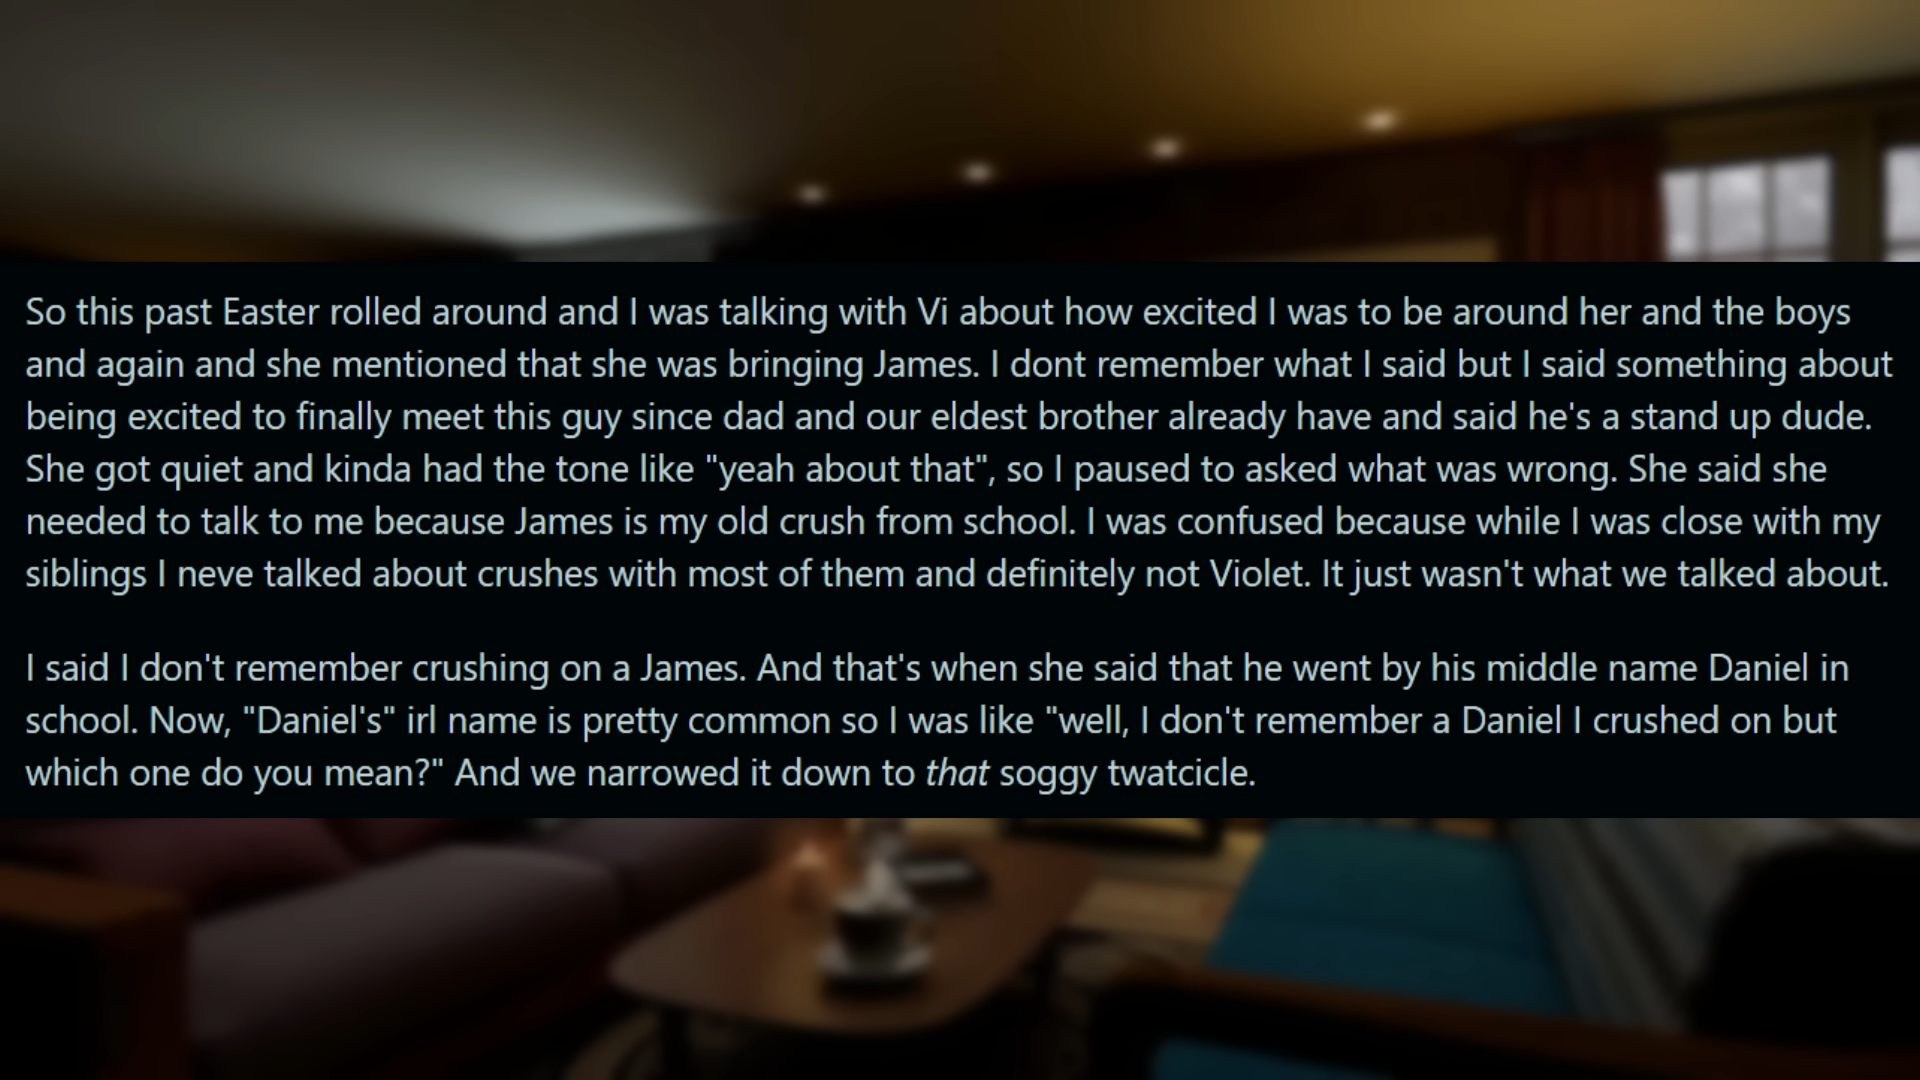 So this past Easter rolled around and I was talking with Vi about how excited I was to be around her and the boys
and again and she mentioned that she was bringing James. I dont remember what I said but I said something about
being excited to finally meet this guy since dad and our eldest brother already have and said he's a stand up dude.
She got quiet and kinda had the tone like "yeah about that", so I paused to asked what was wrong. She said she
needed to talk to me because James is my old crush from school. I was confused because while I was close with my
siblings I neve talked about crushes with most of them and definitely not Violet. It just wasn't what we talked about.
I said I don't remember crushing on a James. And that's when she said that he went by his middle name Daniel in
school. Now, "Daniel's" irl name is pretty common so I was like "well, I don't remember a Daniel I crushed on but
which one do you mean?" And we narrowed it down to that soggy twatcicle.